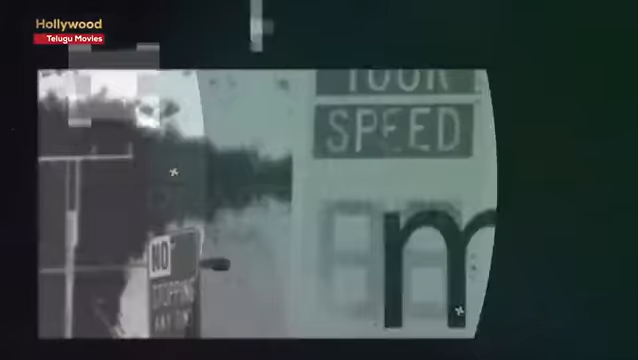 Hollywood
Telugu Movies
YOUR
SPEED
m
NO
STOPPING
ANY TIME